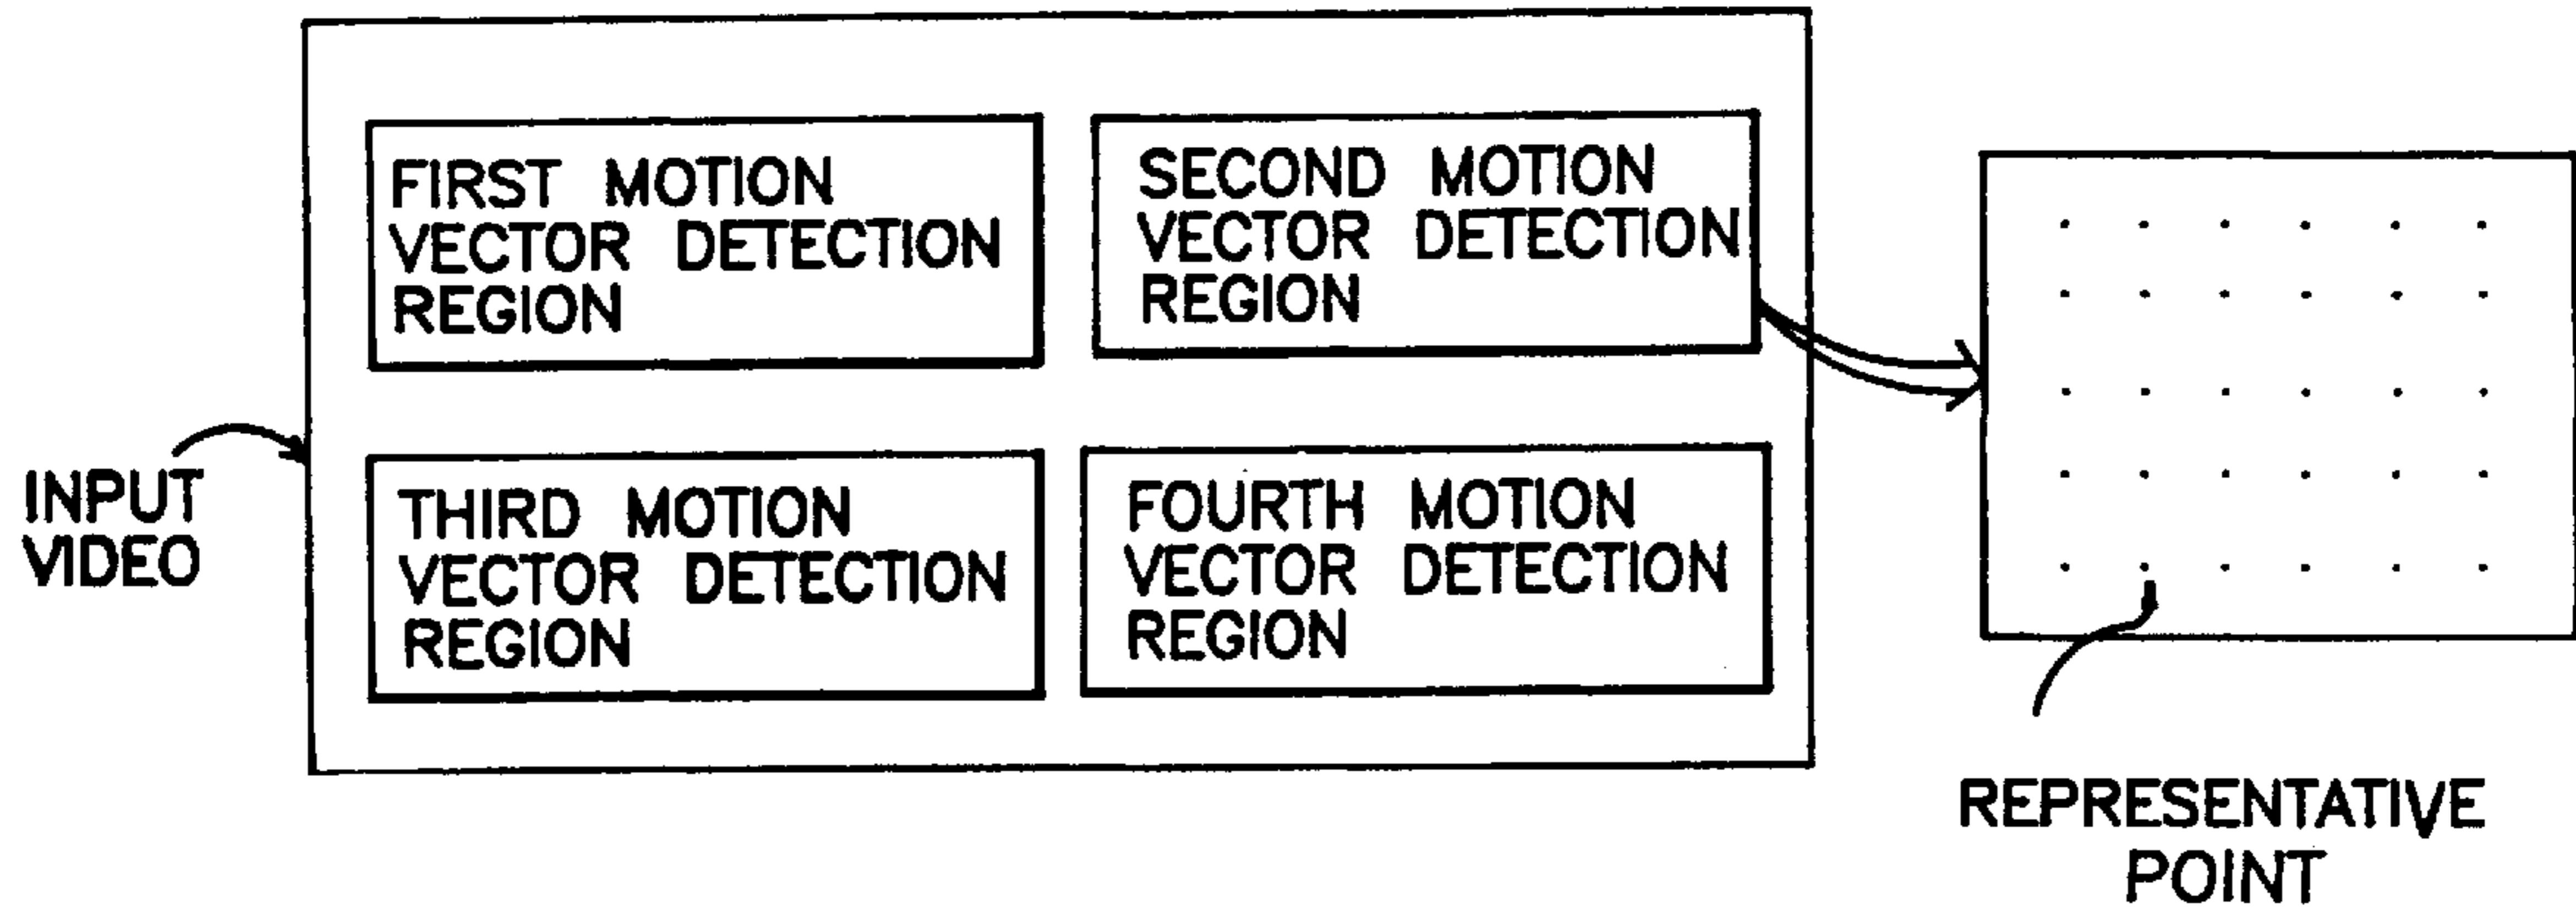 FIRST MOTION
VECTOR DETECTION
REGION
SECOND MOTION
VECTOR DETECTION
REGION
INPUT
VIDEO
THIRD MOTION
VECTOR DETECTION
REGION
FOURTH MOTION
VECTOR DETECTION
REGION
REPRESENTATIVE
POINT